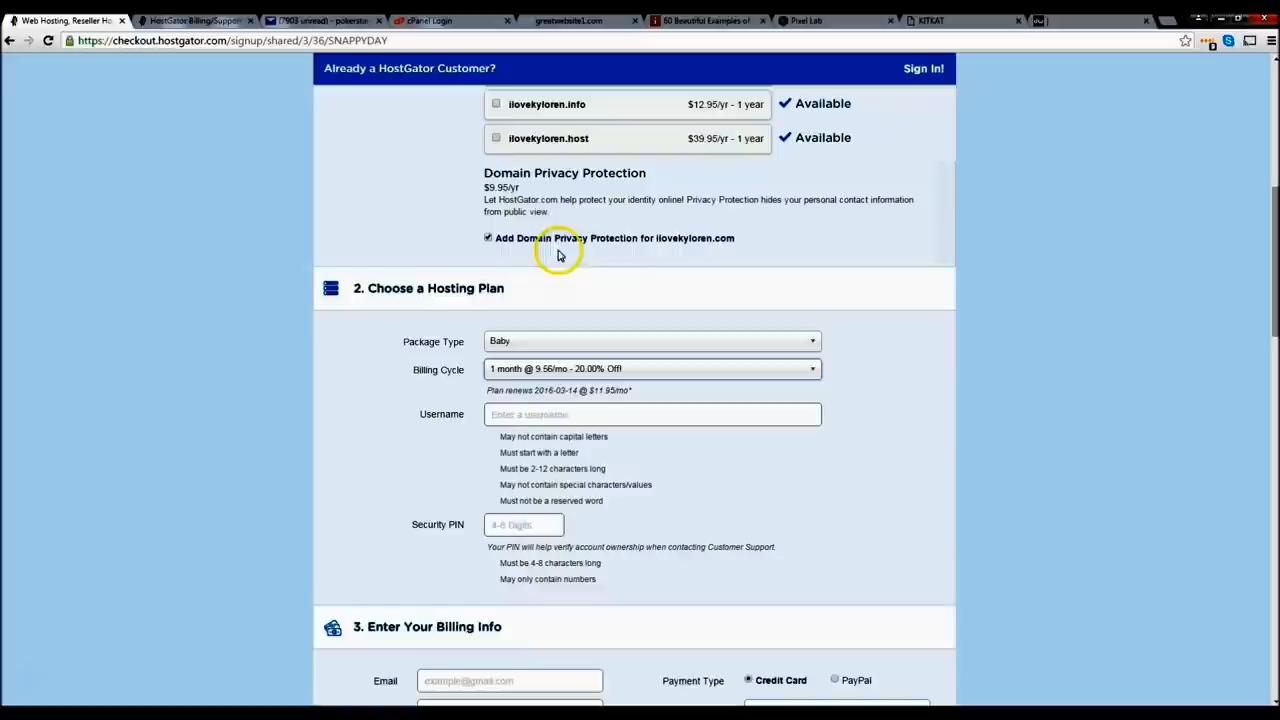 Web Hosting, Reseller Ho
HostGator Billing/Support
(7903 unread) - pokerstun
cPanel Login
greatwebsite1.com
50 Beautiful Examples of
Pixel Lab
KITKAT
https://checkout.hostgator.com/signup/shared/3/36/SNAPPYDAY
Already a HostGator Customer?
Sign In!
ilovekyloren.info $12.95/yr - 1 year Available
ilovekyloren.host $39.95/yr - 1 year Available
Domain Privacy Protection
$9.95/yr
Let HostGator.com help protect your identity online! Privacy Protection hides your personal contact information
from public view.
Add Domain Privacy Protection for ilovekyloren.com
2. Choose a Hosting Plan
Package Type Baby
Billing Cycle 1 month @ 9.56/mo - 20.00% Off!
Plan renews 2016-03-14 @ $11.95/mo*
Username Enter a username
May not contain capital letters
Must start with a letter
Must be 2-12 characters long
May not contain special characters/values
Must not be a reserved word
Security PIN 4-8 Digits
Your PIN will help verify account ownership when contacting Customer Support.
Must be 4-8 characters long
May only contain numbers
3. Enter Your Billing Info
Email example@gmail.com
Payment Type Credit Card PayPal